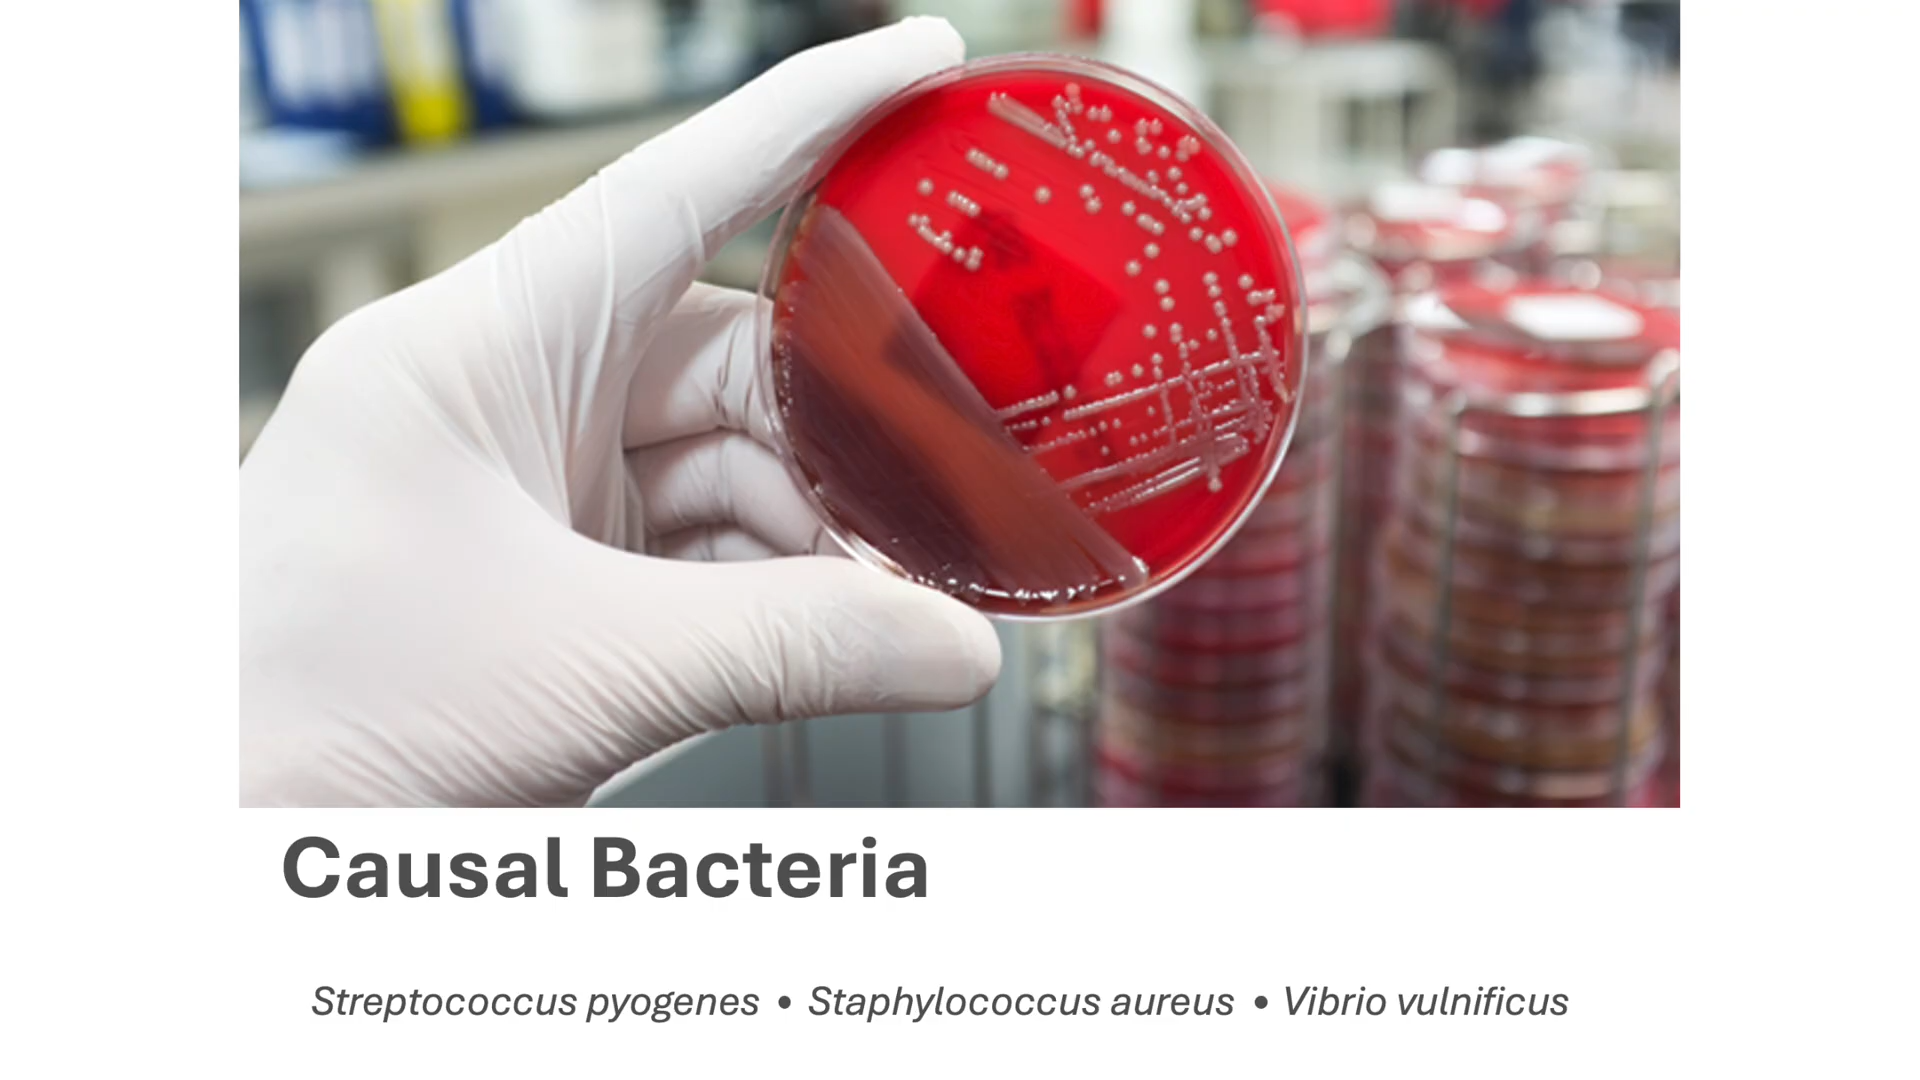 Causal Bacteria
Streptococcus pyogenes • Staphylococcus aureus • Vibrio vulnificus